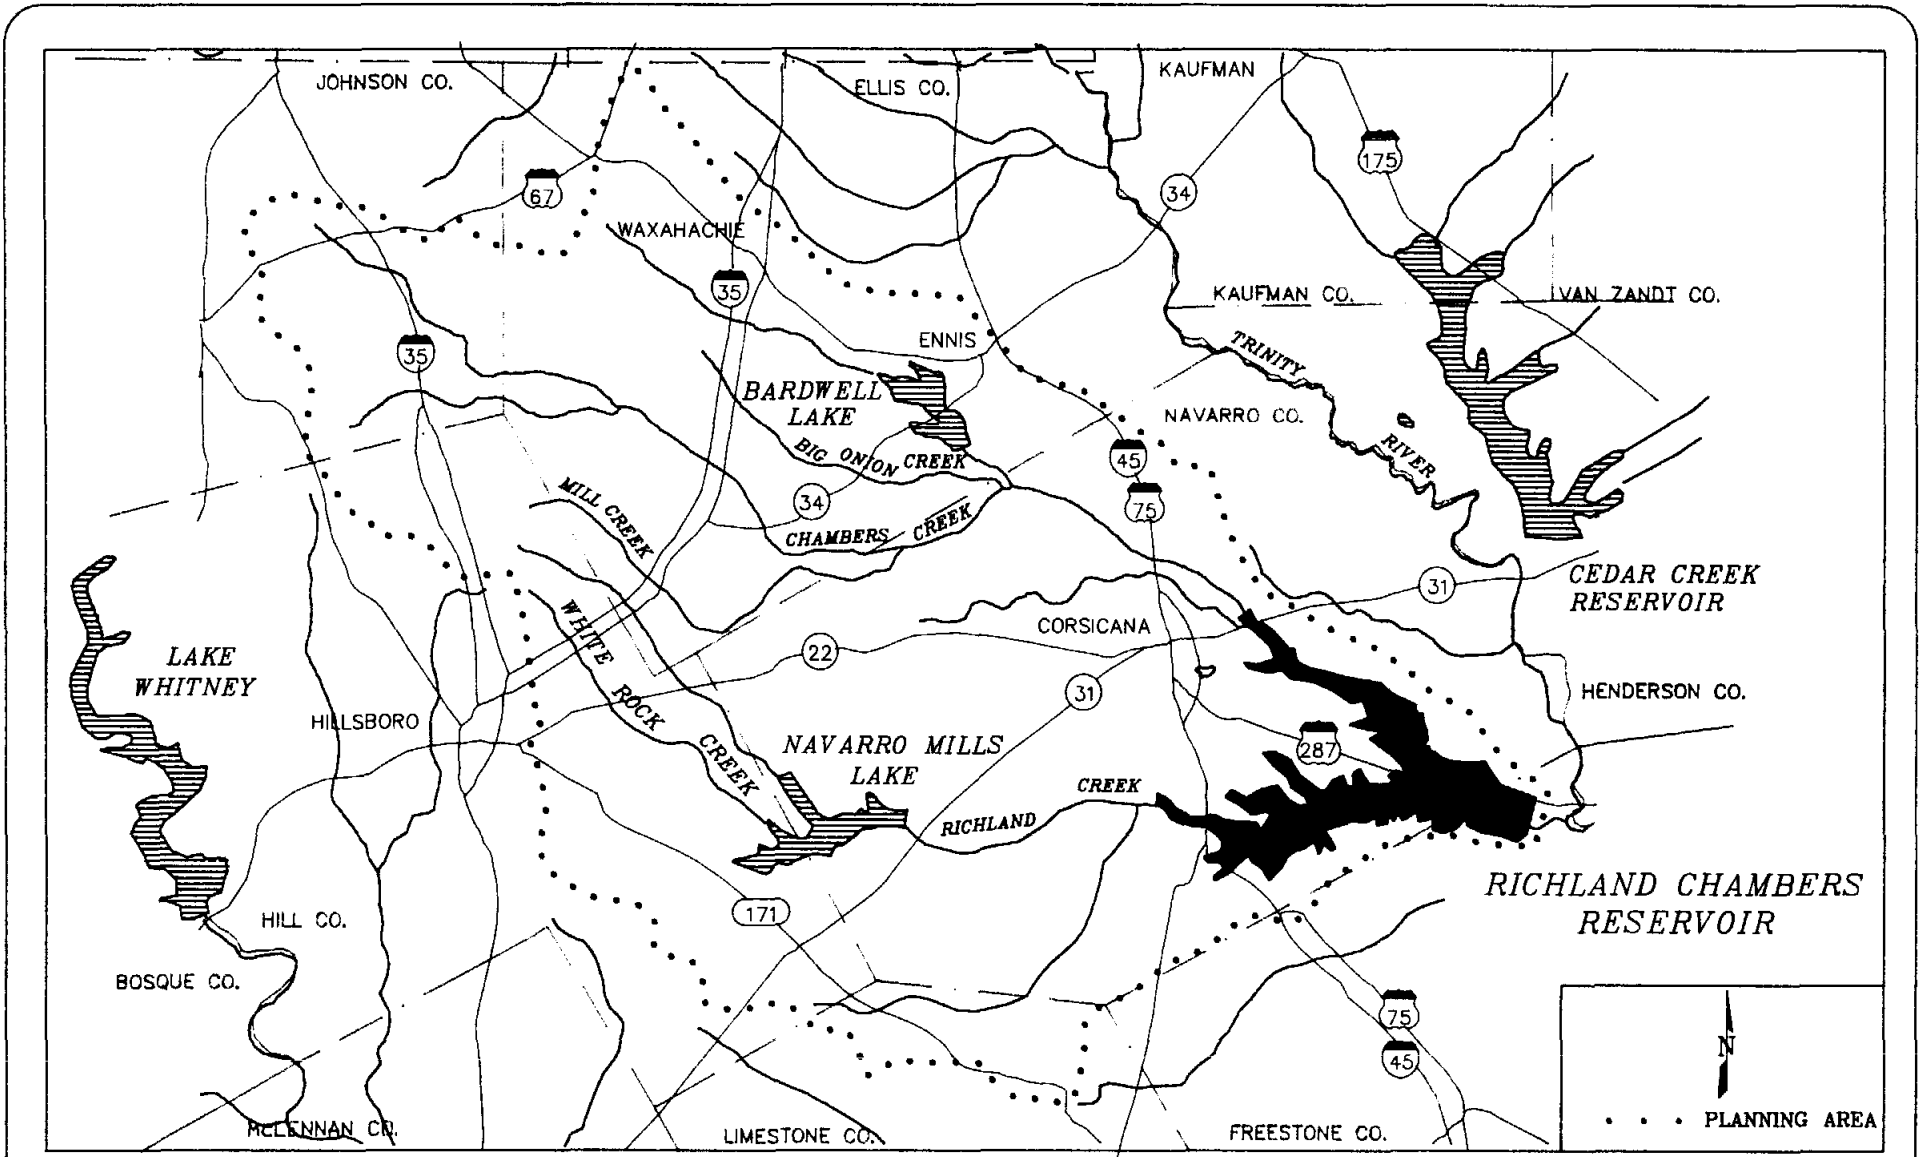 JOHNSON CO.
ELLIS CO.
KAUFMAN
175
67
34
WAXAHACHIE
35
KAUFMAN CO.
VAN ZANDT CO.
35
ENNIS
TRINITY
RIVER
BARDWELL
LAKE
NAVARRO CO.
BIG ONION CREEK
45
75
34
MILL CREEK
CHAMBERS CREEK
CEDAR CREEK
RESERVOIR
31
WHITE ROCK CREEK
CORSICANA
22
LAKE
WHITNEY
31
HENDERSON CO.
HILLSBORO
NAVARRO MILLS
LAKE
287
RICHLAND CREEK
RICHLAND CHAMBERS
RESERVOIR
171
HILL CO.
BOSQUE CO.
75
45
N
PLANNING AREA
McLENNAN CO.
LIMESTONE CO.
FREESTONE CO.